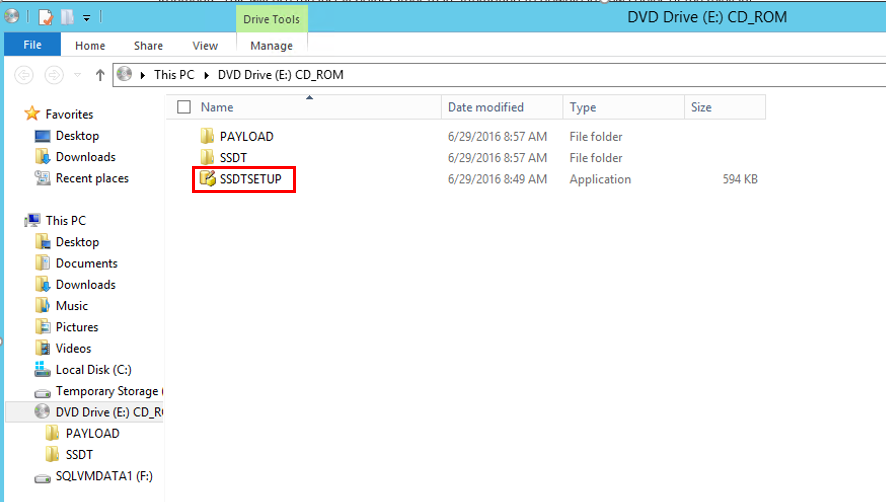 Drive Tools
DVD Drive (E:) CD_ROM
File Home Share View Manage
This PC DVD Drive (E:) CD_ROM
Name Date modified Type Size
PAYLOAD 6/29/2016 8:57 AM File folder
SSDT 6/29/2016 8:57 AM File folder
SSDTSETUP 6/29/2016 8:49 AM Application 594 KB
Favorites
Desktop
Downloads
Recent places
This PC
Desktop
Documents
Downloads
Music
Pictures
Videos
Local Disk (C:)
Temporary Storage (
DVD Drive (E:) CD_R
PAYLOAD
SSDT
SQLVMDATA1 (F:)